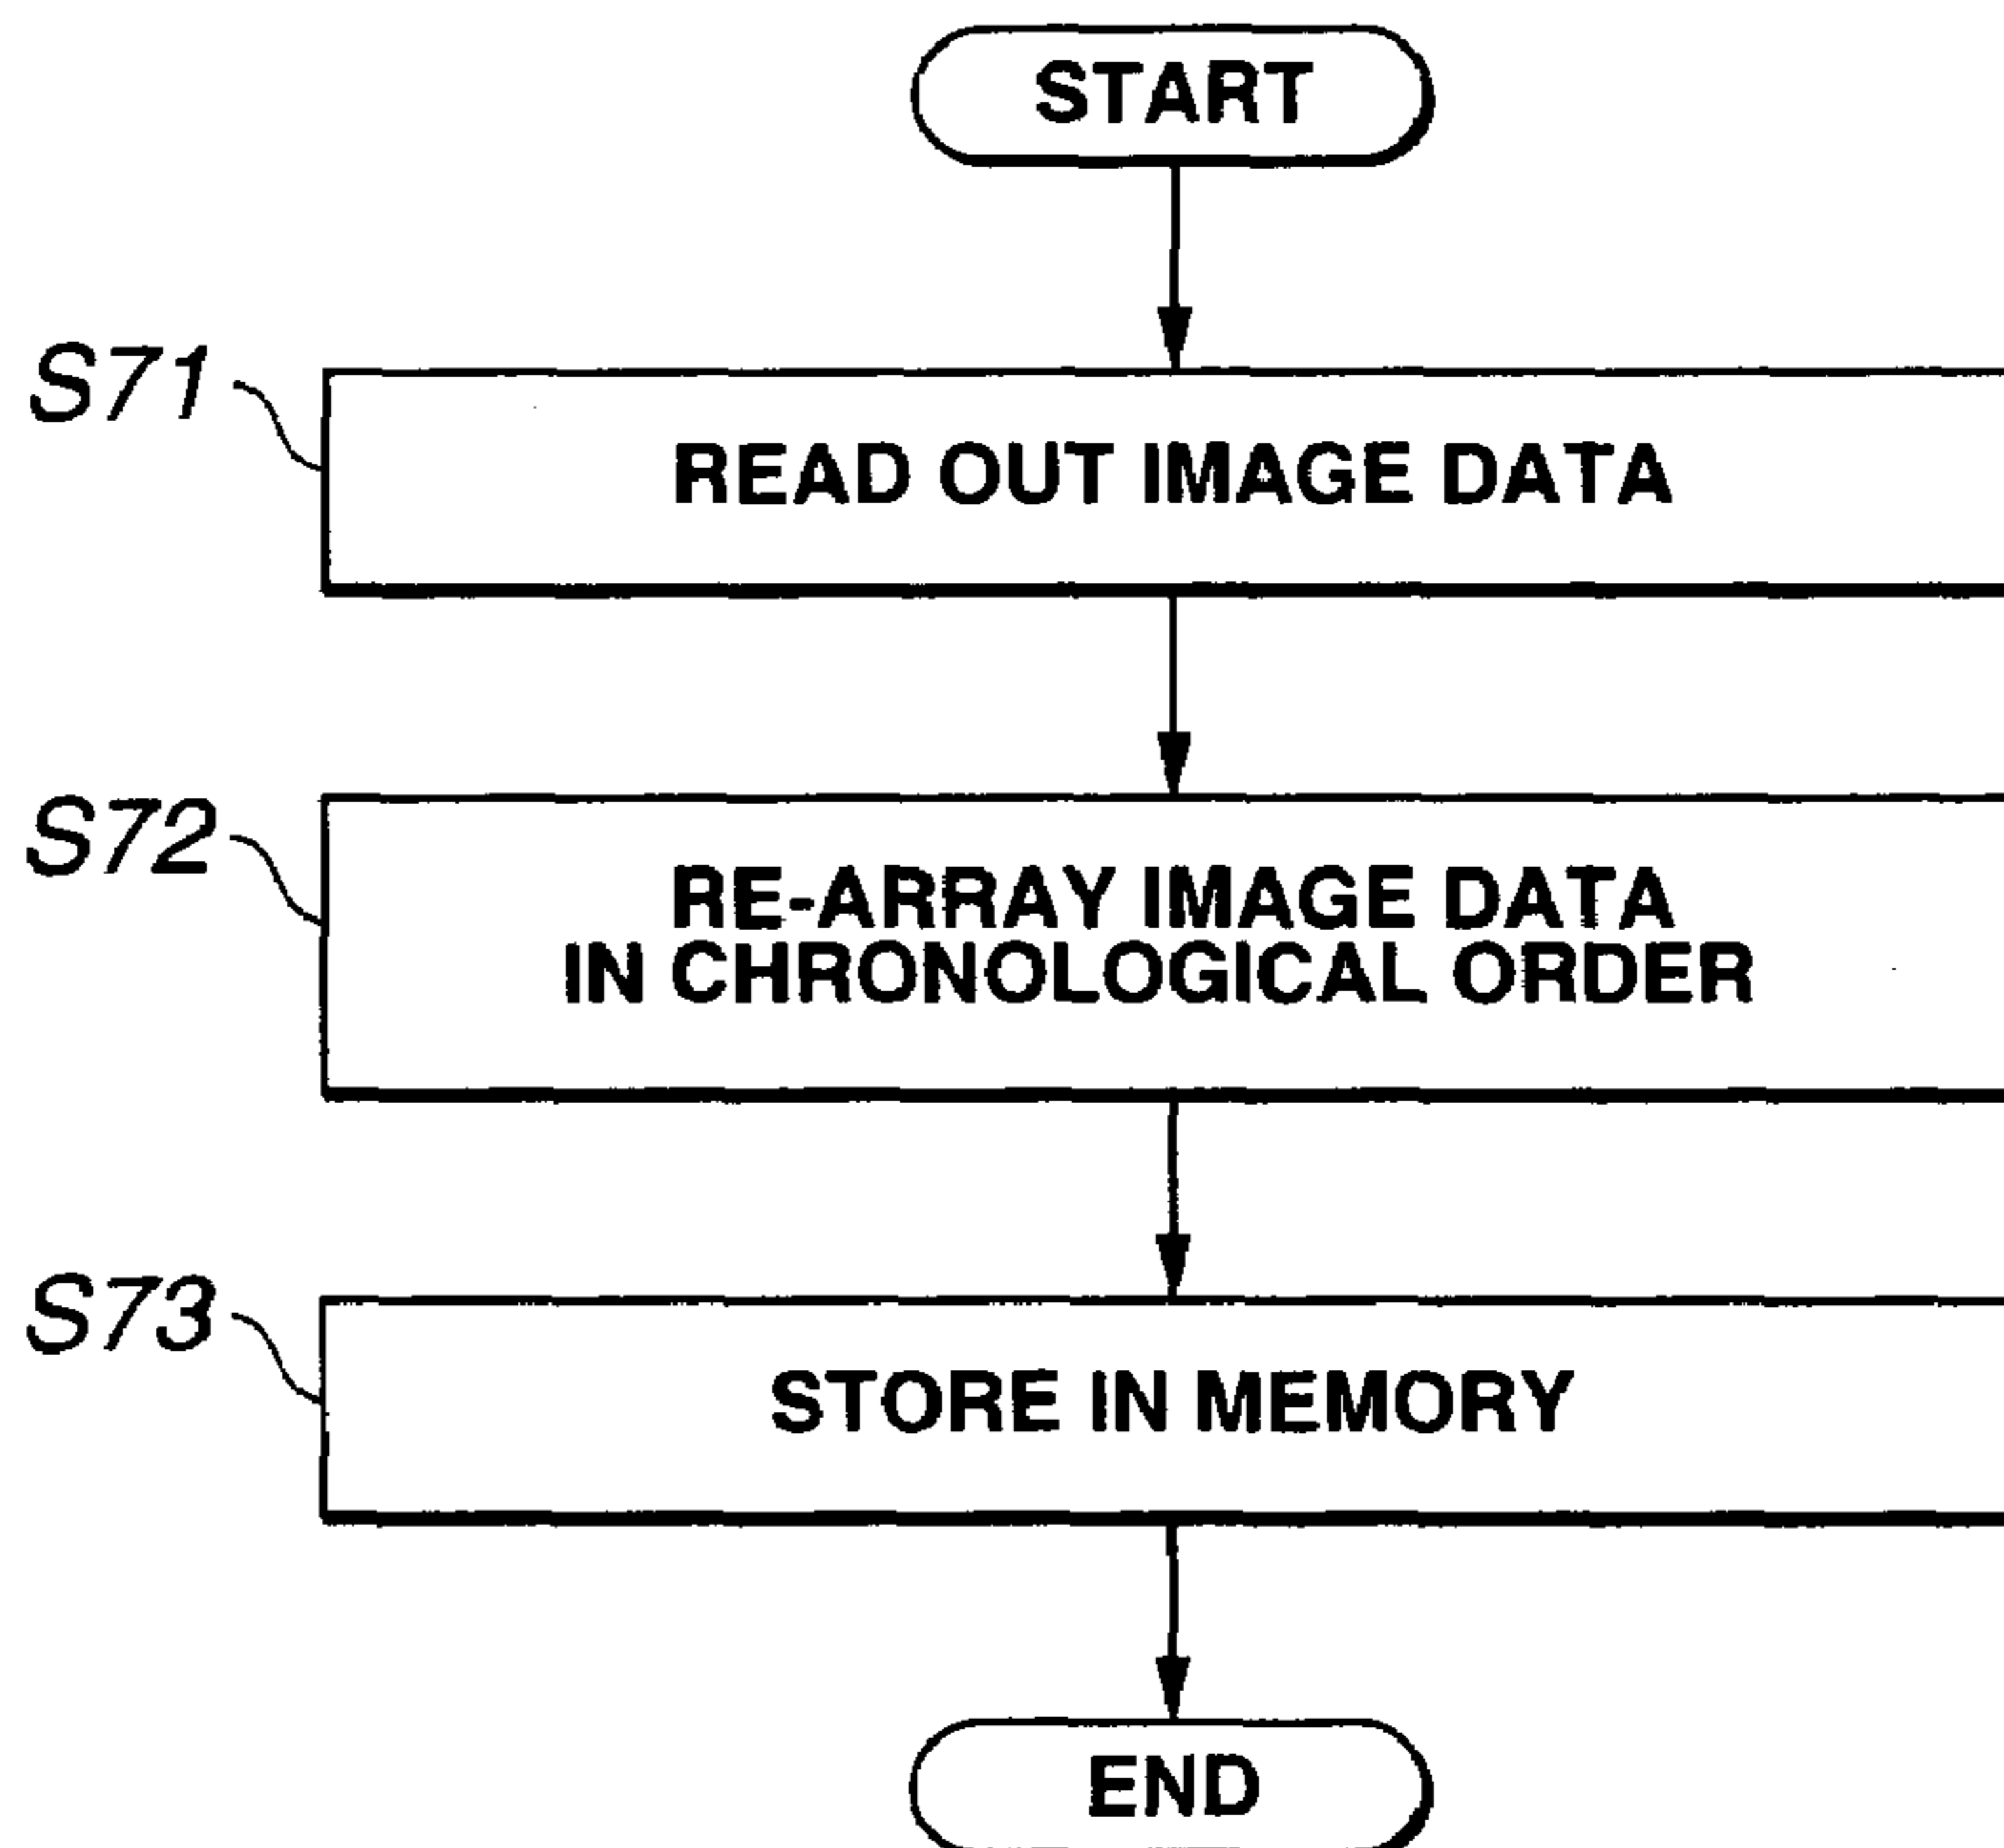 START
S71
READ OUT IMAGE DATA
S72
RE-ARRAY IMAGE DATA
IN CHRONOLOGICAL ORDER
S73
STORE IN MEMORY
END